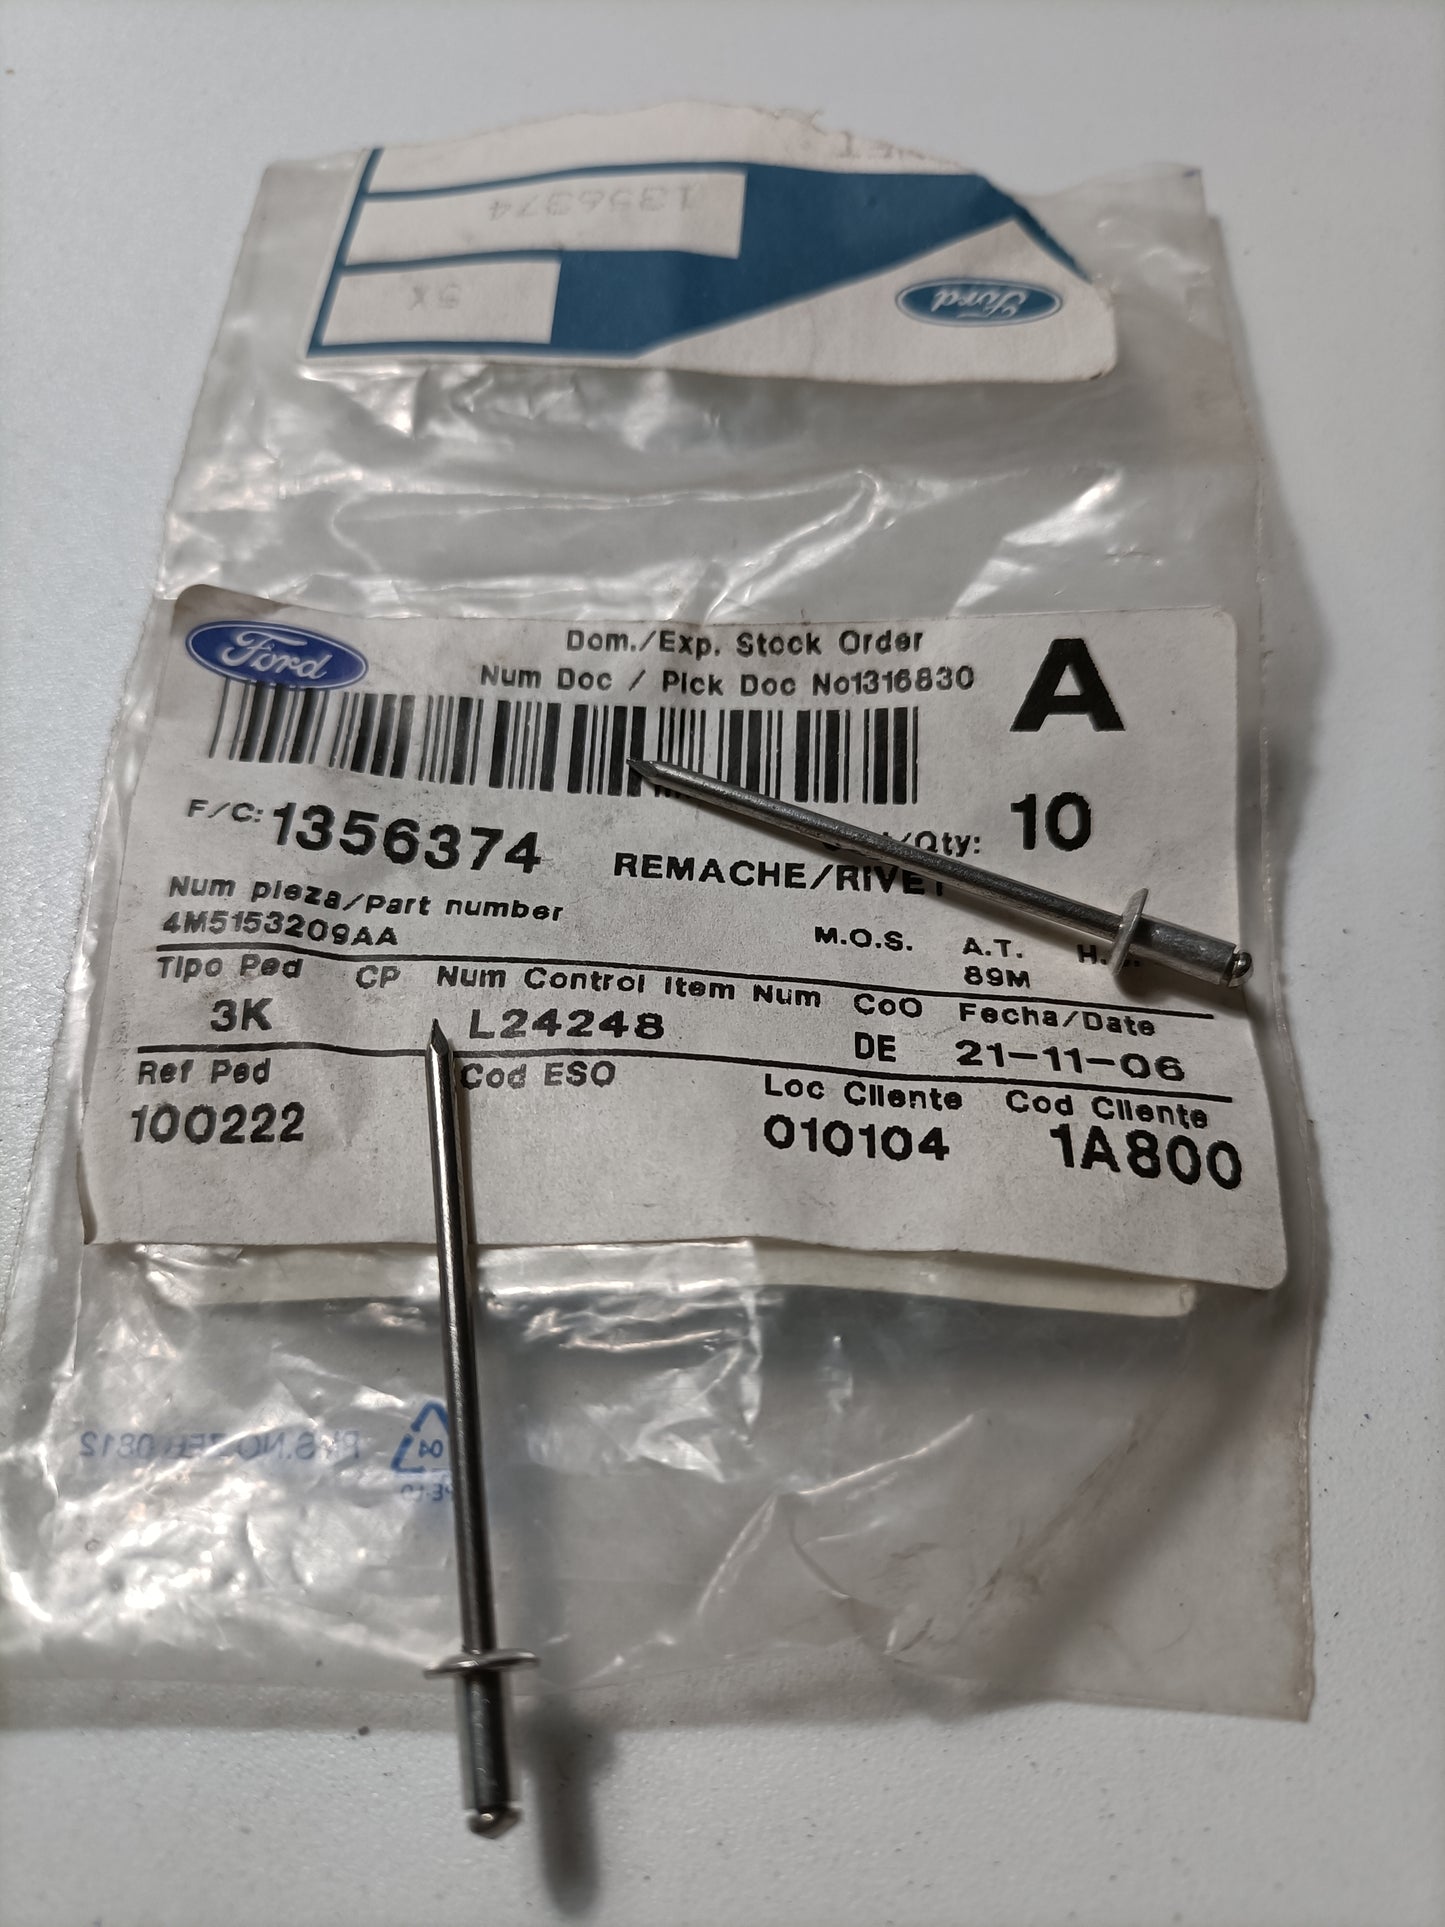 1356374
5X
Ford
Ford
Dom./Exp. Stock Order
Num Doc / Pick Doc No1316830
A
F/C: 1356374
/Qty: 10
REMACHE/RIVET
Num pieza/Part number
4M5153209AA
M.O.S. A.T.
89M
Tipo Ped CP Num Control Item Num CoO Fecha/Date
3K L24248 DE 21-11-06
Ref Ped Cod ESO Loc Cliente Cod Cliente
100222 010104 1A800
04